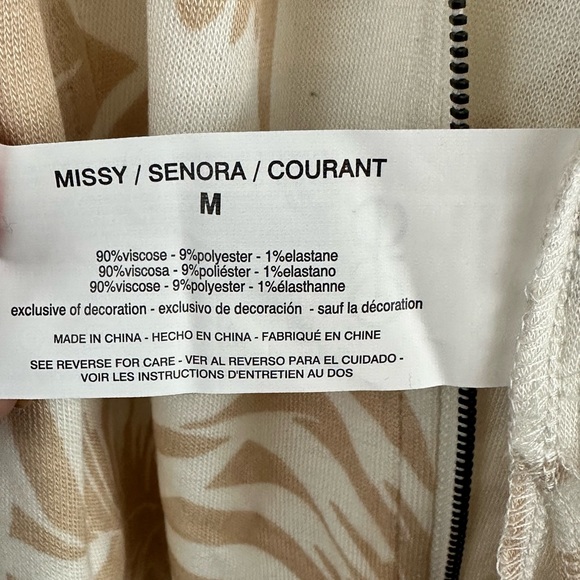 MISSY / SENORA / COURANT
M
90%viscose - 9%polyester - 1%elastane
90%viscosa - 9%poliéster - 1%elastano
90%viscose - 9%polyester - 1%élasthanne
exclusive of decoration - exclusivo de decoración - sauf la décoration
MADE IN CHINA - HECHO EN CHINA - FABRIQUÉ EN CHINE
SEE REVERSE FOR CARE - VER AL REVERSO PARA EL CUIDADO -
VOIR LES INSTRUCTIONS D'ENTRETIEN AU DOS